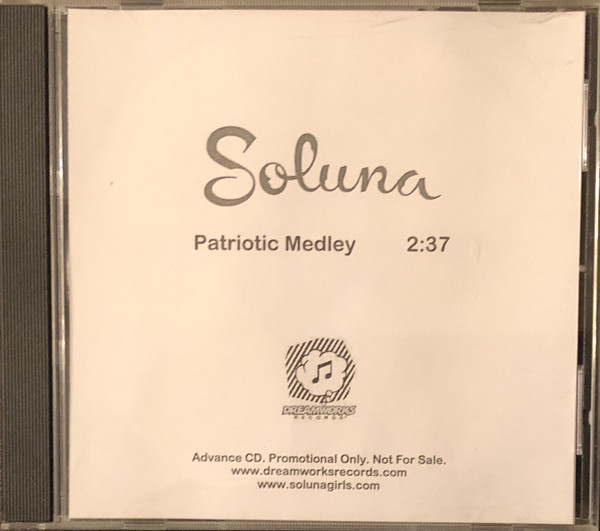 Soluna
Patriotic Medley 2:37
DREAMWORKS
RECORDS
Advance CD. Promotional Only. Not For Sale.
www.dreamworksrecords.com
www.solunagirls.com